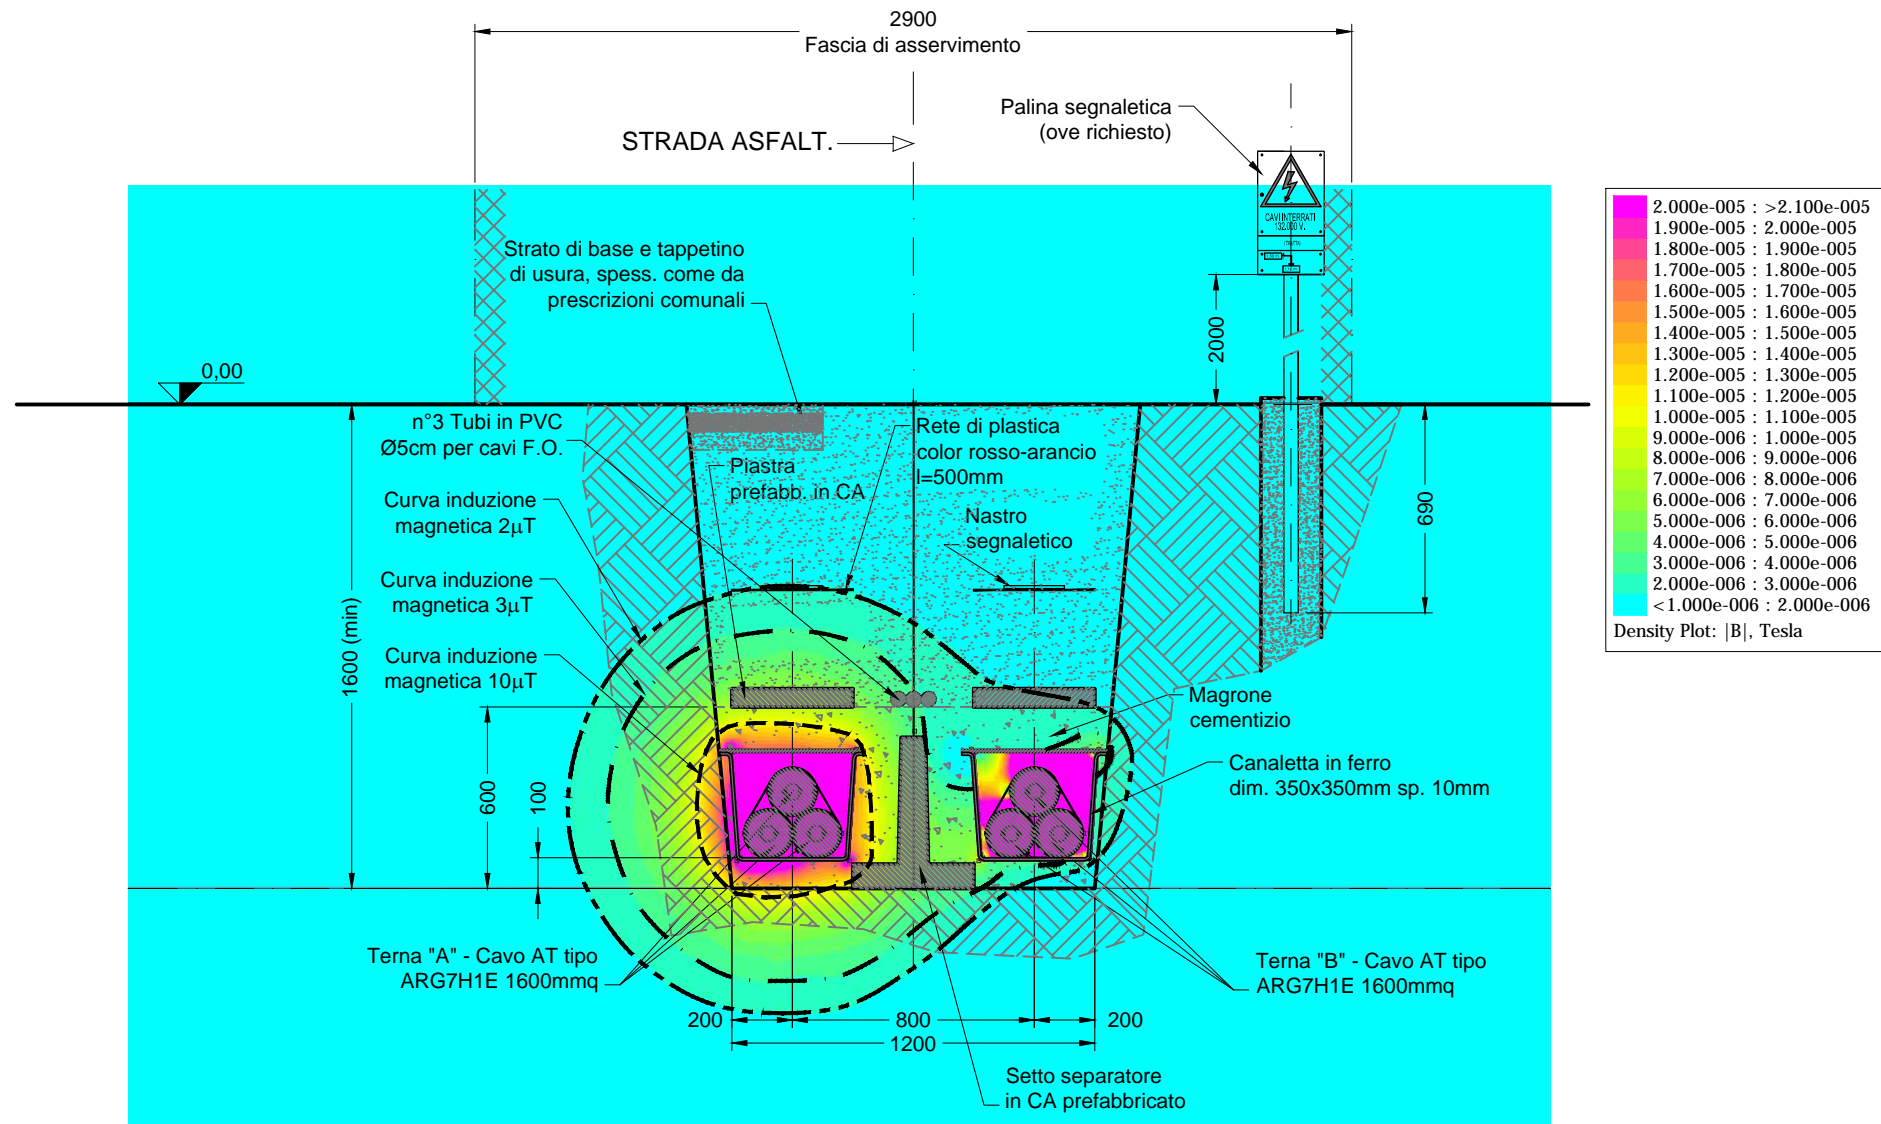 2900
Fascia di asservimento
Palina segnaletica
(ove richiesto)
STRADA ASFALT.
CAVI INTERRATI
132.000 V.
Strato di base e tappetino
di usura, spess. come da
prescrizioni comunali
2000
0,00
n°3 Tubi in PVC
Ø5cm per cavi F.O.
Rete di plastica
color rosso-arancio
l=500mm
Piastra
prefabb. in CA
Curva induzione
magnetica 2µT
Nastro
segnaletico
690
Curva induzione
magnetica 3µT
1600 (min)
Curva induzione
magnetica 10µT
Magrone
cementizio
600
100
Canaletta in ferro
dim. 350x350mm sp. 10mm
Terna "A" - Cavo AT tipo
ARG7H1E 1600mmq
Terna "B" - Cavo AT tipo
ARG7H1E 1600mmq
200
800
200
1200
Setto separatore
in CA prefabbricato
2.000e-005 : >2.100e-005
1.900e-005 : 2.000e-005
1.800e-005 : 1.900e-005
1.700e-005 : 1.800e-005
1.600e-005 : 1.700e-005
1.500e-005 : 1.600e-005
1.400e-005 : 1.500e-005
1.300e-005 : 1.400e-005
1.200e-005 : 1.300e-005
1.100e-005 : 1.200e-005
1.000e-005 : 1.100e-005
9.000e-006 : 1.000e-005
8.000e-006 : 9.000e-006
7.000e-006 : 8.000e-006
6.000e-006 : 7.000e-006
5.000e-006 : 6.000e-006
4.000e-006 : 5.000e-006
3.000e-006 : 4.000e-006
2.000e-006 : 3.000e-006
<1.000e-006 : 2.000e-006
Density Plot: |B|, Tesla